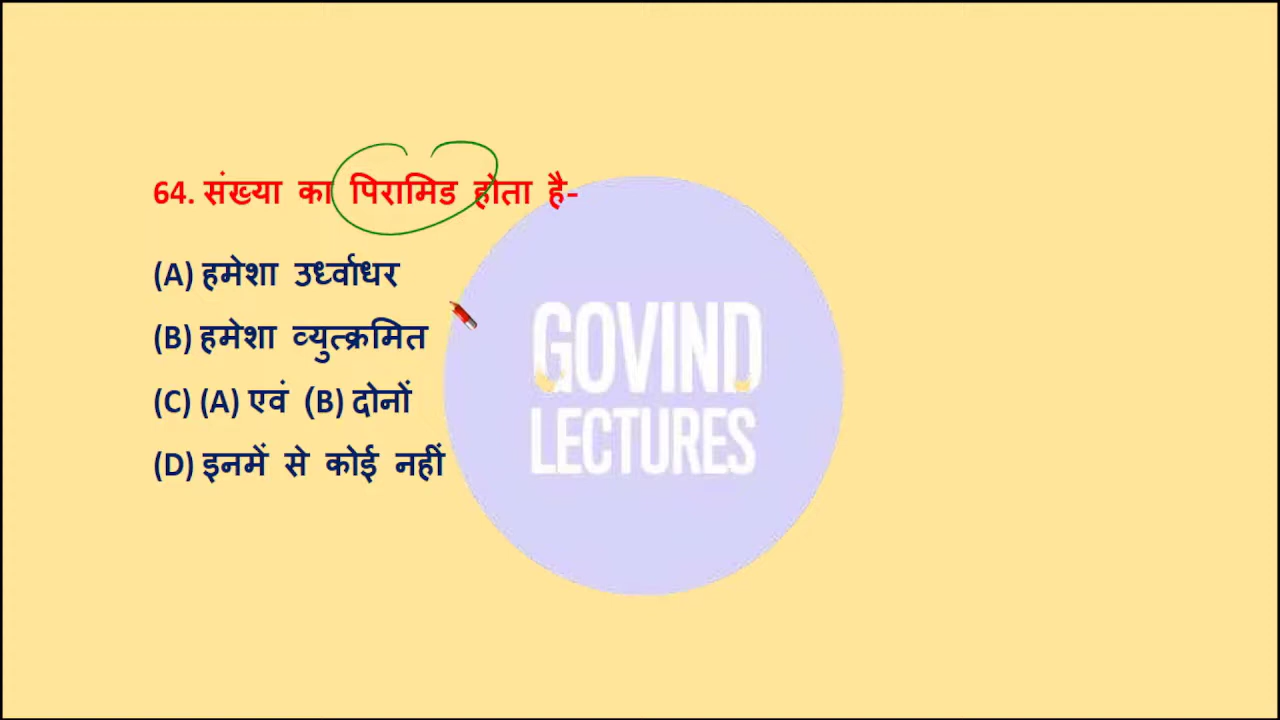 64. संख्या का पिरामिड होता है-
(A) हमेशा उर्ध्वाधर
(B) हमेशा व्युत्क्रमित
(C) (A) एवं (B) दोनों
(D) इनमें से कोई नहीं
GOVIND
LECTURES